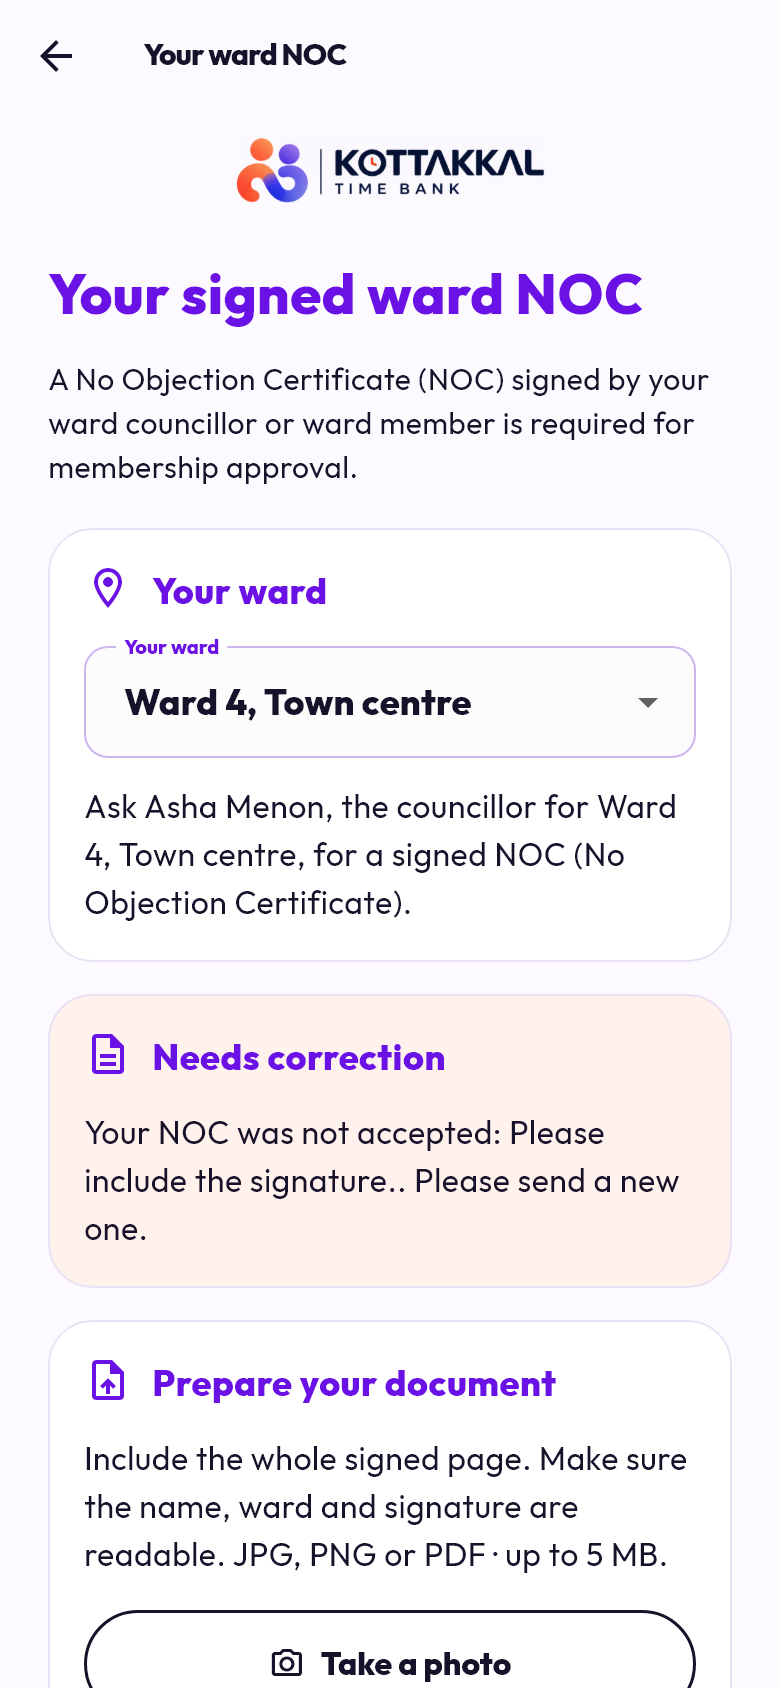 Your ward NOC
KOTTAKKAL
TIME BANK
Your signed ward NOC
A No Objection Certificate (NOC) signed by your
ward councillor or ward member is required for
membership approval.
Your ward
Your ward
Ward 4, Town centre
Ask Asha Menon, the councillor for Ward
4, Town centre, for a signed NOC (No
Objection Certificate).
Needs correction
Your NOC was not accepted: Please
include the signature.. Please send a new
one.
Prepare your document
Include the whole signed page. Make sure
the name, ward and signature are
readable. JPG, PNG or PDF · up to 5 MB.
Take a photo